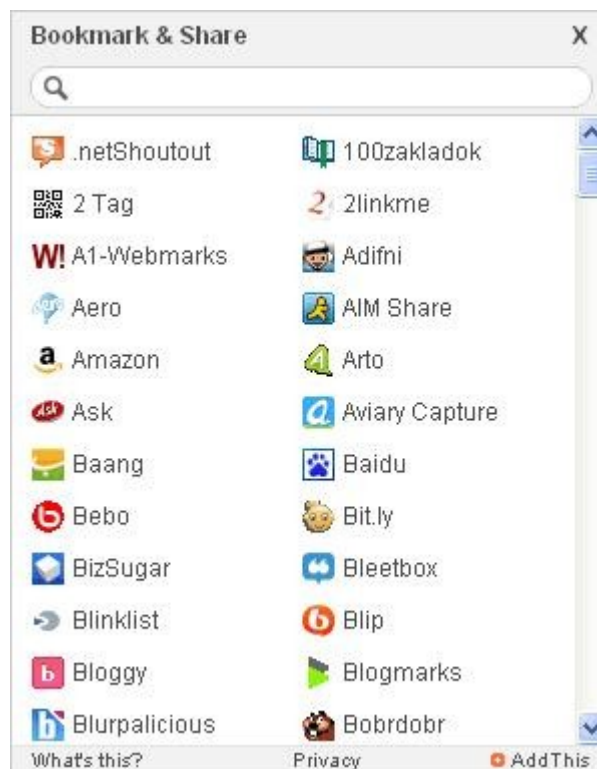 Bookmark & Share X
.netShoutout 100zakladok
2 Tag 2linkme
A1-Webmarks Adifni
Aero AIM Share
Amazon Arto
Ask Aviary Capture
Baang Baidu
Bebo Bit.ly
BizSugar Bleetbox
Blinklist Blip
Bloggy Blogmarks
Blurpalicious Bobrdobr
What's this? Privacy AddThis